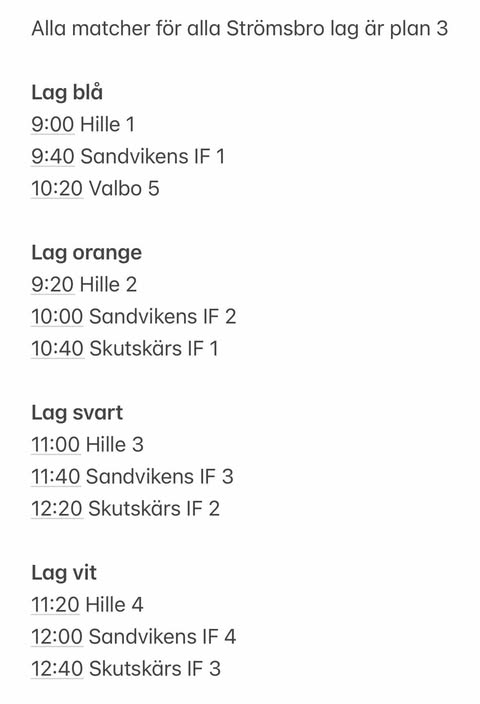 Alla matcher för alla Strömsbro lag är plan 3
Lag blå
9:00 Hille 1
9:40 Sandvikens IF 1
10:20 Valbo 5
Lag orange
9:20 Hille 2
10:00 Sandvikens IF 2
10:40 Skutskärs IF 1
Lag svart
11:00 Hille 3
11:40 Sandvikens IF 3
12:20 Skutskärs IF 2
Lag vit
11:20 Hille 4
12:00 Sandvikens IF 4
12:40 Skutskärs IF 3